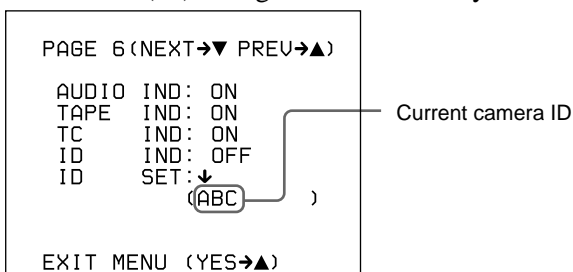 PAGE 6(NEXT→▼ PREV→▲)
AUDIO IND: ON
TAPE IND: ON
TC IND: ON
ID IND: OFF
ID SET:↓
(ABC )
Current camera ID
EXIT MENU (YES→▲)